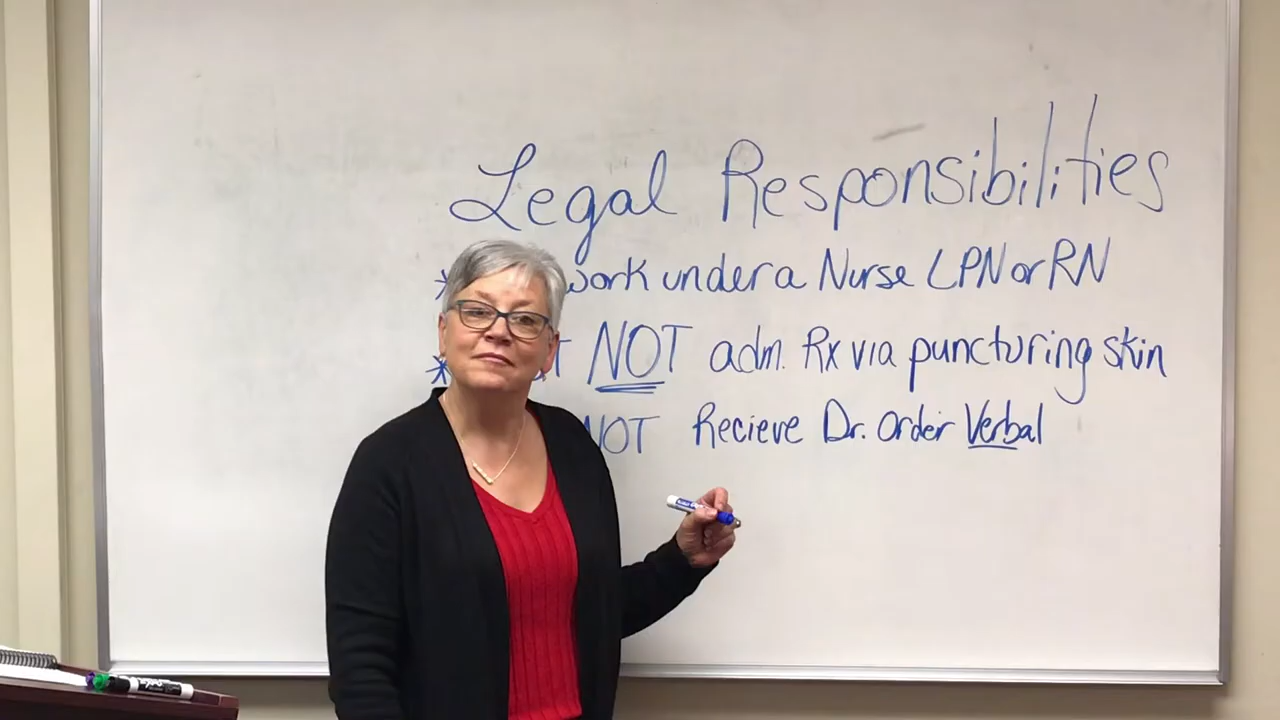 Legal Responsibilities
* work under a Nurse LPN or RN
* NOT adm. Rx via puncturing skin
NOT Recieve Dr. Order Verbal